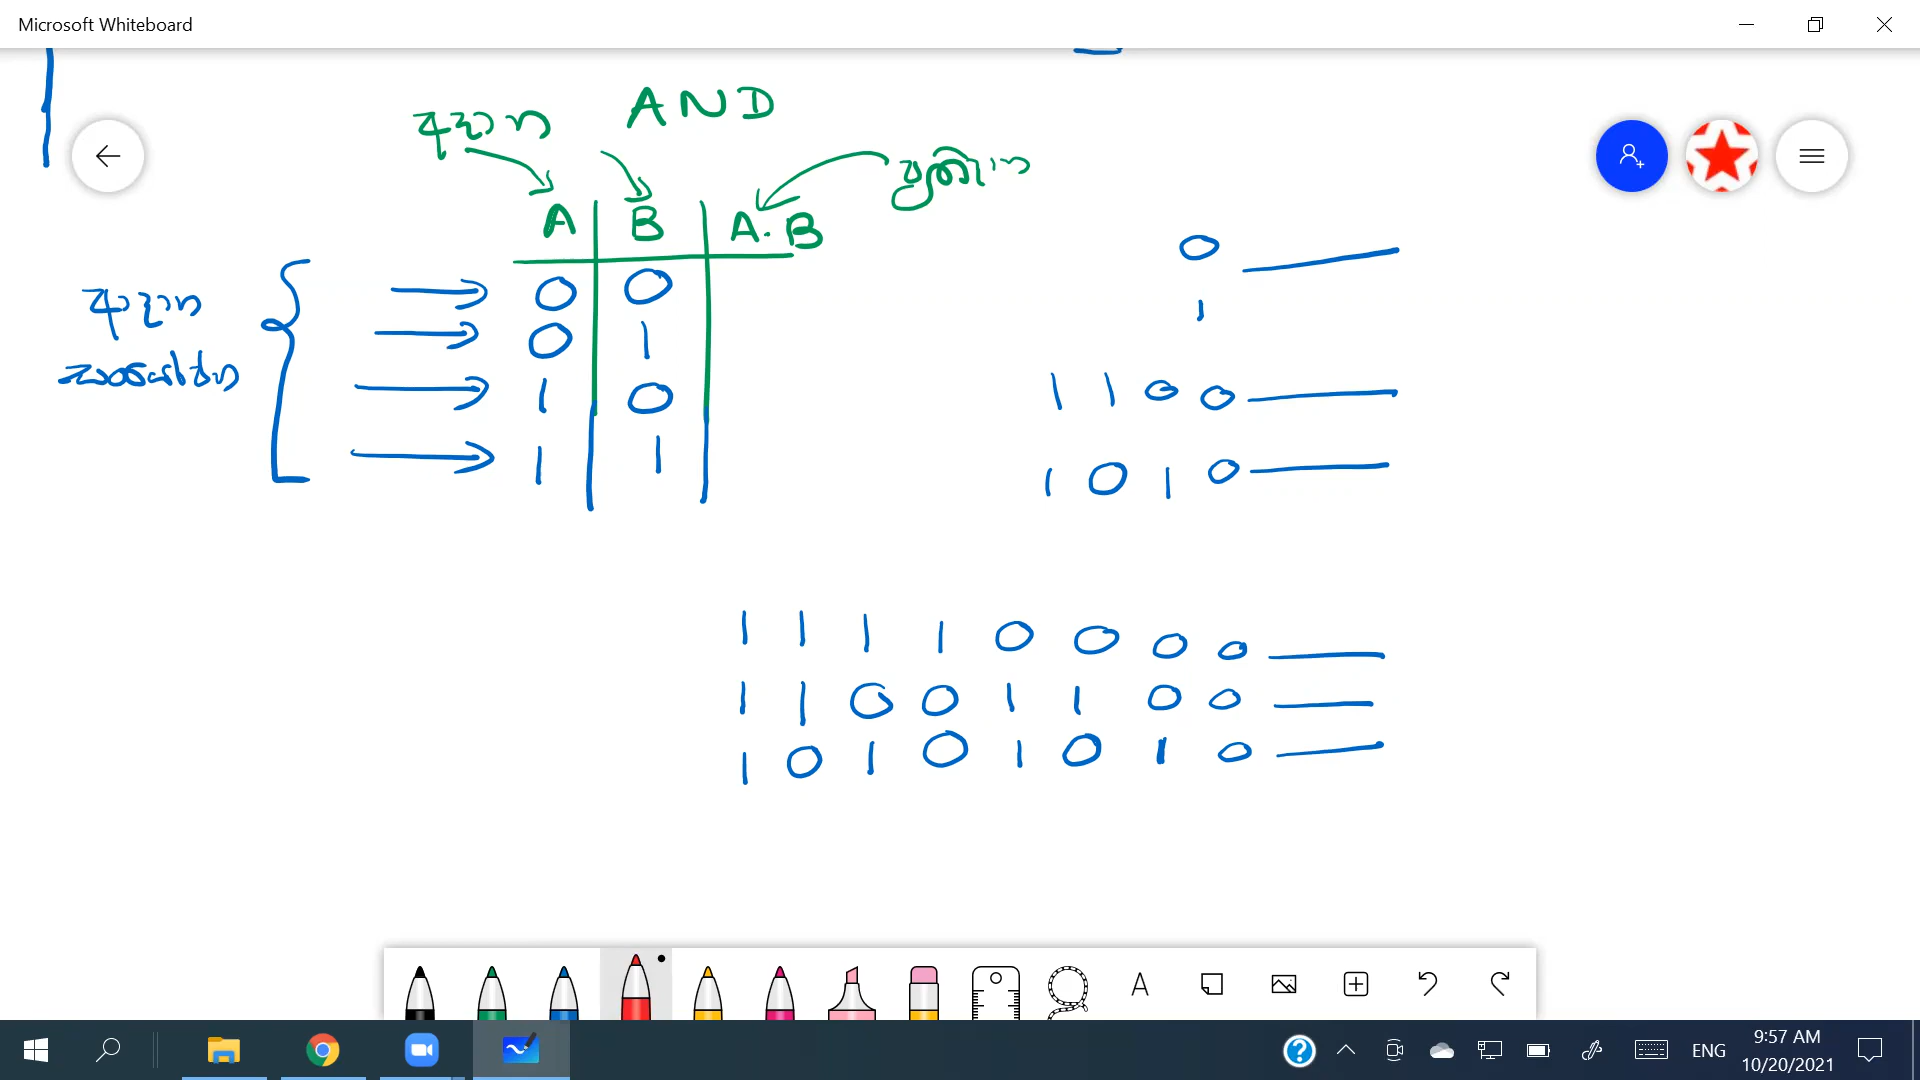 Microsoft Whiteboard
AND
A B A.B
0 0
0 1
1 0
1 1
0
1
1 1 0 0
1 0 1 0
1 1 1 1 0 0 0 0
1 1 0 0 1 1 0 0
1 0 1 0 1 0 1 0
ENG
9:57 AM
10/20/2021